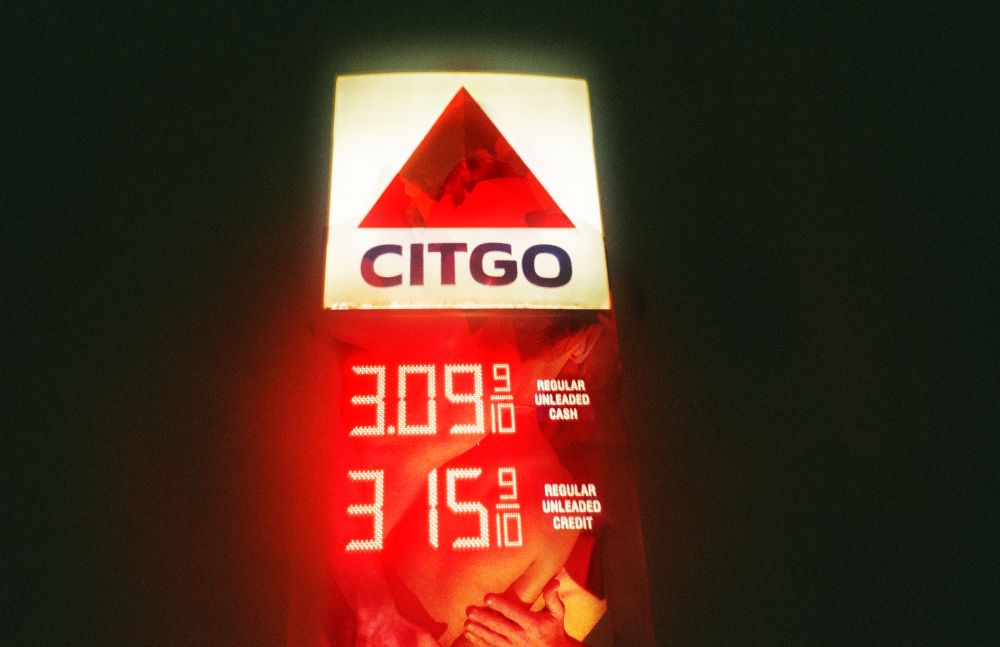 CITGO
3.09 9/10
REGULAR
UNLEADED
CASH
3 15 9/10
REGULAR
UNLEADED
CREDIT